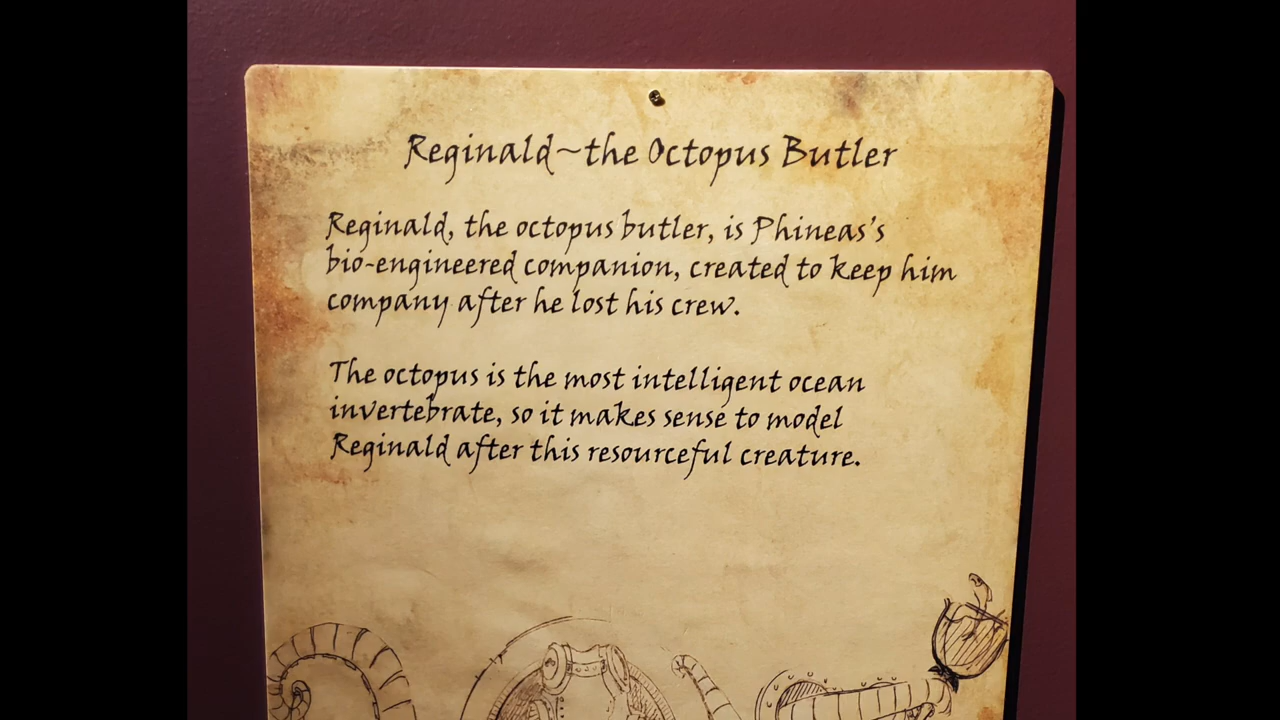 Reginald~the Octopus Butler
Reginald, the octopus butler, is Phineas's
bio-engineered companion, created to keep him
company after he lost his crew.
The octopus is the most intelligent ocean
invertebrate, so it makes sense to model
Reginald after this resourceful creature.